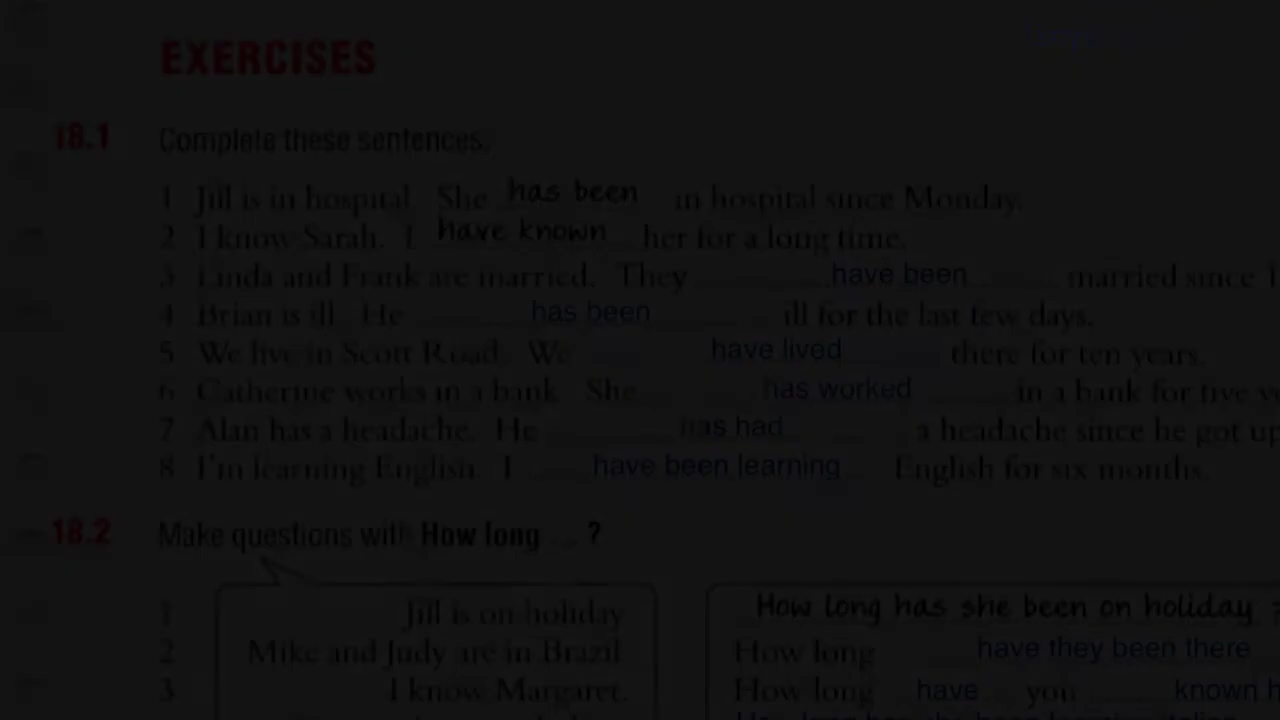 EXERCISES
18.1 Complete these sentences.
1 Jill is in hospital. She has been in hospital since Monday.
2 I know Sarah. I have known her for a long time.
3 Linda and Frank are married. They have been married since
4 Brian is ill. He has been ill for the last few days.
5 We live in Scott Road. We have lived there for ten years.
6 Catherine works in a bank. She has worked in a bank for five
7 Alan has a headache. He has had a headache since he got up
8 I'm learning English. I have been learning English for six months.
18.2 Make questions with How long ... ?
1 Jill is on holiday How long has she been on holiday ?
2 Mike and Judy are in Brazil How long have they been there
3 I know Margaret. How long have you known